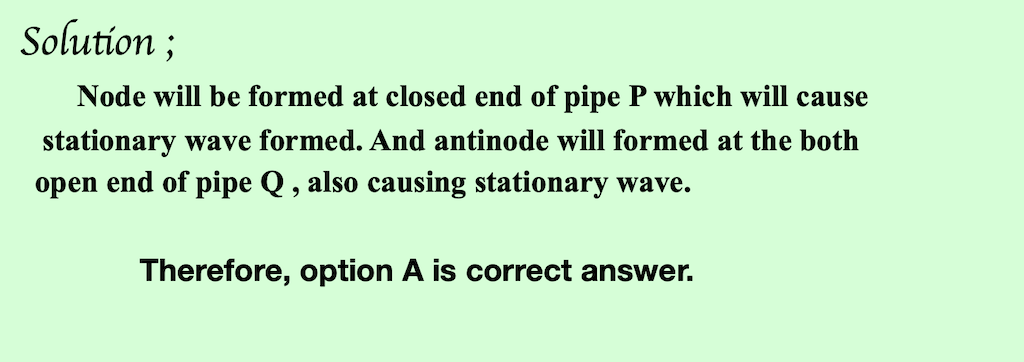 Solution ;
Node will be formed at closed end of pipe P which will cause
stationary wave formed. And antinode will formed at the both
open end of pipe Q , also causing stationary wave.
Therefore, option A is correct answer.